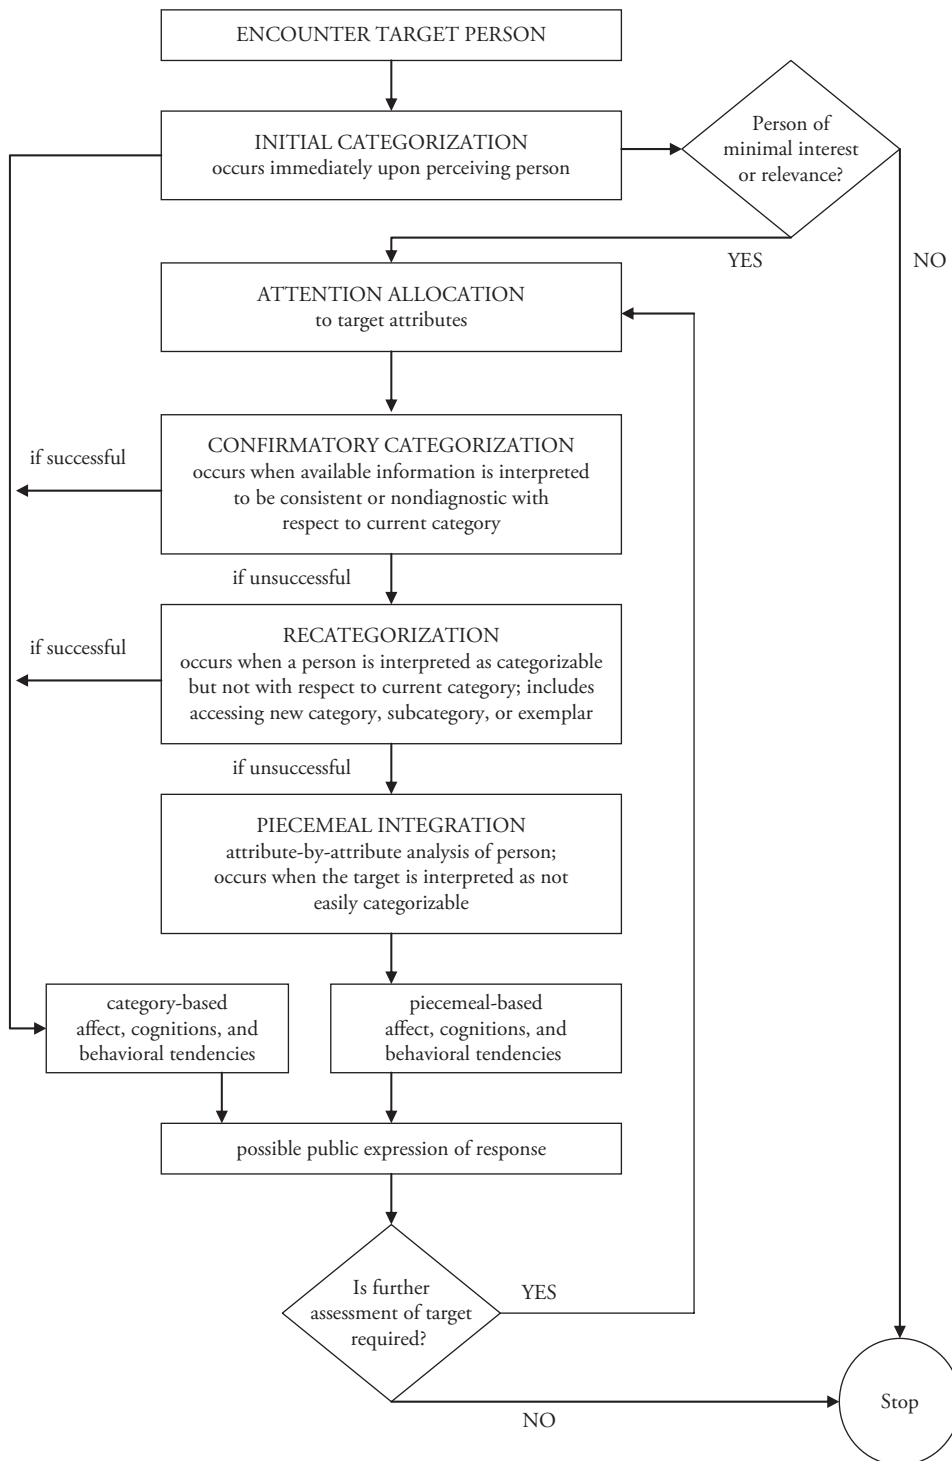 ENCOUNTER TARGET PERSON
INITIAL CATEGORIZATION
occurs immediately upon perceiving person
Person of
minimal interest
or relevance?
YES
NO
ATTENTION ALLOCATION
to target attributes
CONFIRMATORY CATEGORIZATION
occurs when available information is interpreted
to be consistent or nondiagnostic with
respect to current category
if successful
if unsuccessful
RECATEGORIZATION
occurs when a person is interpreted as categorizable
but not with respect to current category; includes
accessing new category, subcategory, or exemplar
if successful
if unsuccessful
PIECEMEAL INTEGRATION
attribute-by-attribute analysis of person;
occurs when the target is interpreted as not
easily categorizable
category-based
affect, cognitions, and
behavioral tendencies
piecemeal-based
affect, cognitions, and
behavioral tendencies
possible public expression of response
Is further
assessment of target
required?
YES
NO
Stop